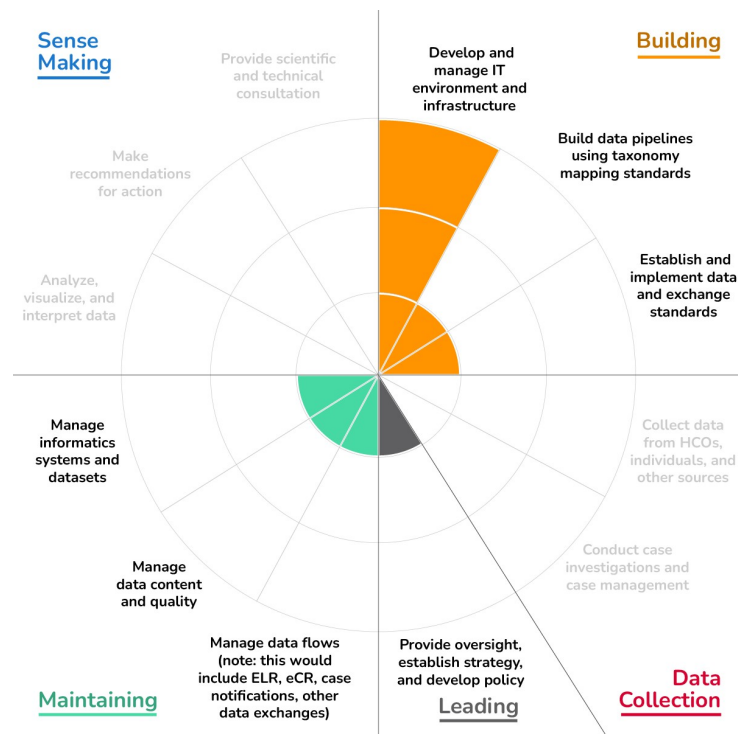 Sense
Making
Provide scientific
and technical
consultation
Make
recommendations
for action
Analyze,
visualize, and
interpret data
Building
Develop and
manage IT
environment and
infrastructure
Build data pipelines
using taxonomy
mapping standards
Establish and
implement data
and exchange
standards
Manage
informatics
systems and
datasets
Manage
data content
and quality
Manage data flows
(note: this would
include ELR, eCR, case
notifications, other
data exchanges)
Maintaining
Provide oversight,
establish strategy,
and develop policy
Leading
Collect data
from HCOs,
individuals, and
other sources
Conduct case
investigations and
case management
Data
Collection